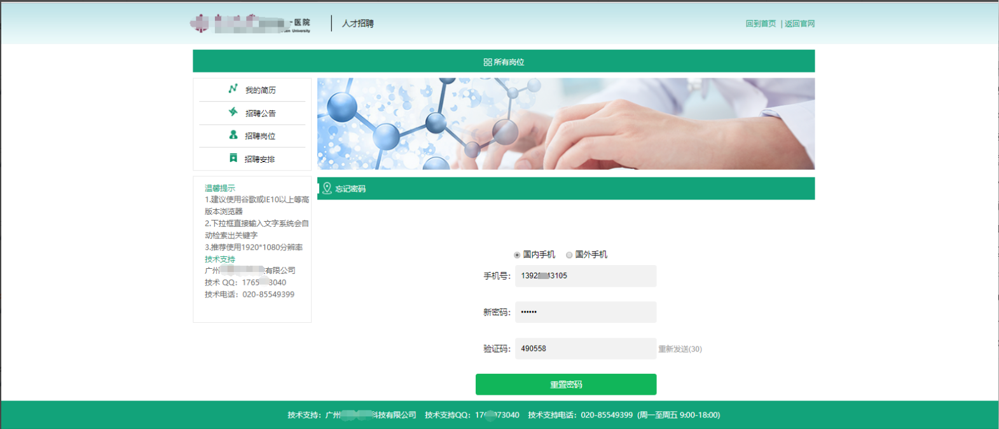 医院
University
人才招聘
回到首页 | 返回官网
所有岗位
我的简历
招聘公告
招聘岗位
招聘安排
温馨提示
1.建议使用谷歌或IE10以上等高
版本浏览器
2.下拉框直接输入文字系统会自
动检索出关键字
3.推荐使用1920*1080分辨率
技术支持
广州 有限公司
技术 QQ：1765 3040
技术电话：020-85549399
忘记密码
国内手机 国外手机
手机号： 1392 43105
新密码： ••••••
验证码： 490558 重新发送(30)
重置密码
技术支持：广州 科技有限公司 技术支持QQ：176 073040 技术支持电话：020-85549399 (周一至周五 9:00-18:00)